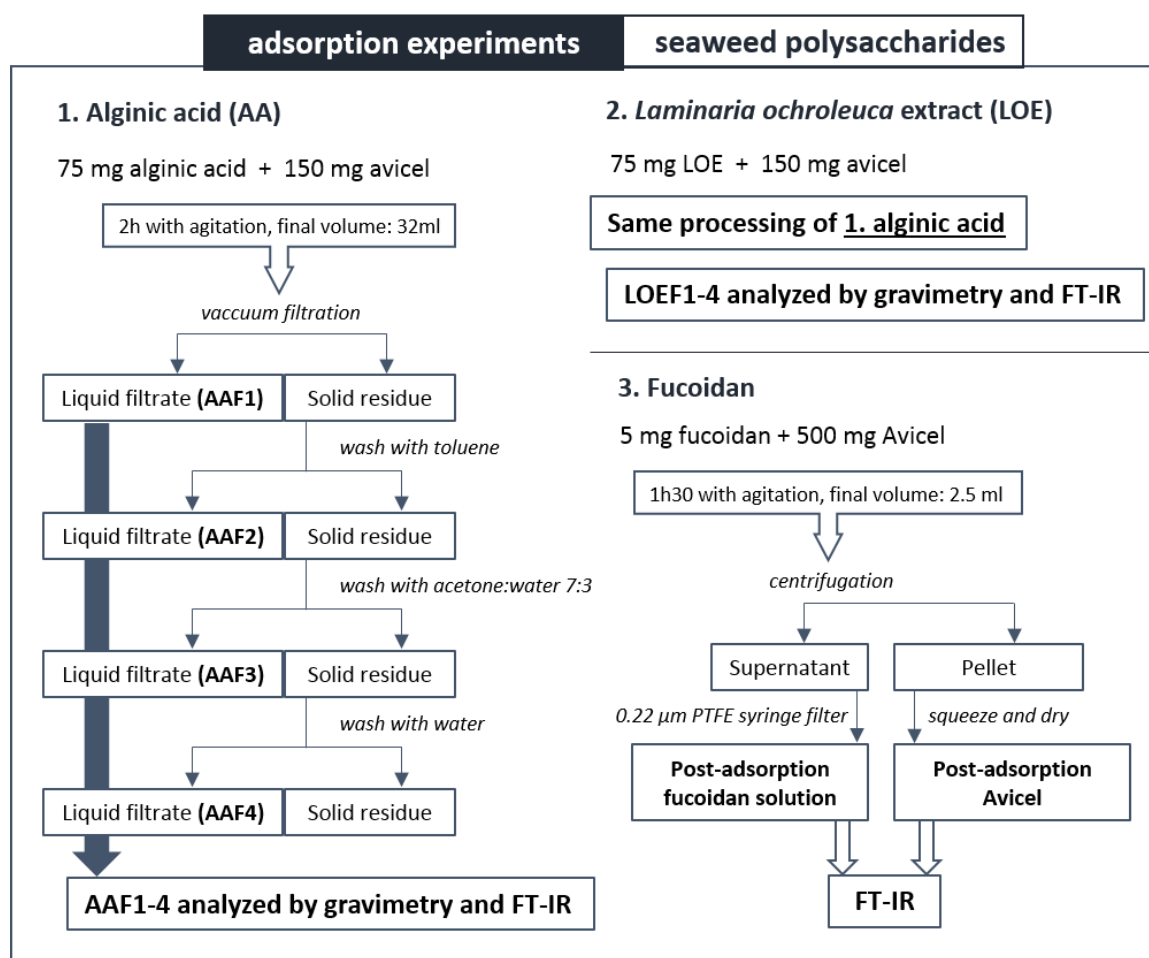 adsorption experiments seaweed polysaccharides
1. Alginic acid (AA)
75 mg alginic acid + 150 mg avicel
2h with agitation, final volume: 32ml
vaccuum filtration
Liquid filtrate (AAF1) Solid residue
wash with toluene
Liquid filtrate (AAF2) Solid residue
wash with acetone:water 7:3
Liquid filtrate (AAF3) Solid residue
wash with water
Liquid filtrate (AAF4) Solid residue
AAF1-4 analyzed by gravimetry and FT-IR
2. Laminaria ochroleuca extract (LOE)
75 mg LOE + 150 mg avicel
Same processing of 1. alginic acid
LOEF1-4 analyzed by gravimetry and FT-IR
3. Fucoidan
5 mg fucoidan + 500 mg Avicel
1h30 with agitation, final volume: 2.5 ml
centrifugation
Supernatant Pellet
0.22 µm PTFE syringe filter squeeze and dry
Post-adsorption
fucoidan solution
Post-adsorption
Avicel
FT-IR